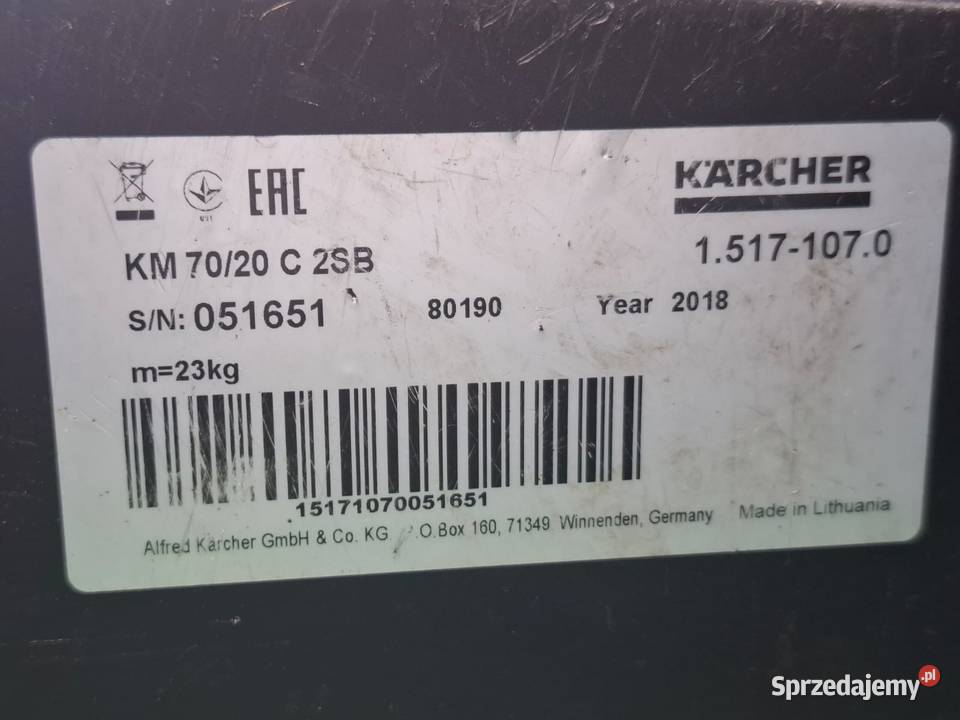 EAC
KÄRCHER
KM 70/20 C 2SB
1.517-107.0
S/N: 051651 80190 Year 2018
m=23kg
15171070051651
Alfred Kärcher GmbH & Co. KG .O.Box 160, 71349 Winnenden, Germany Made in Lithuania
Sprzedajemy.pl